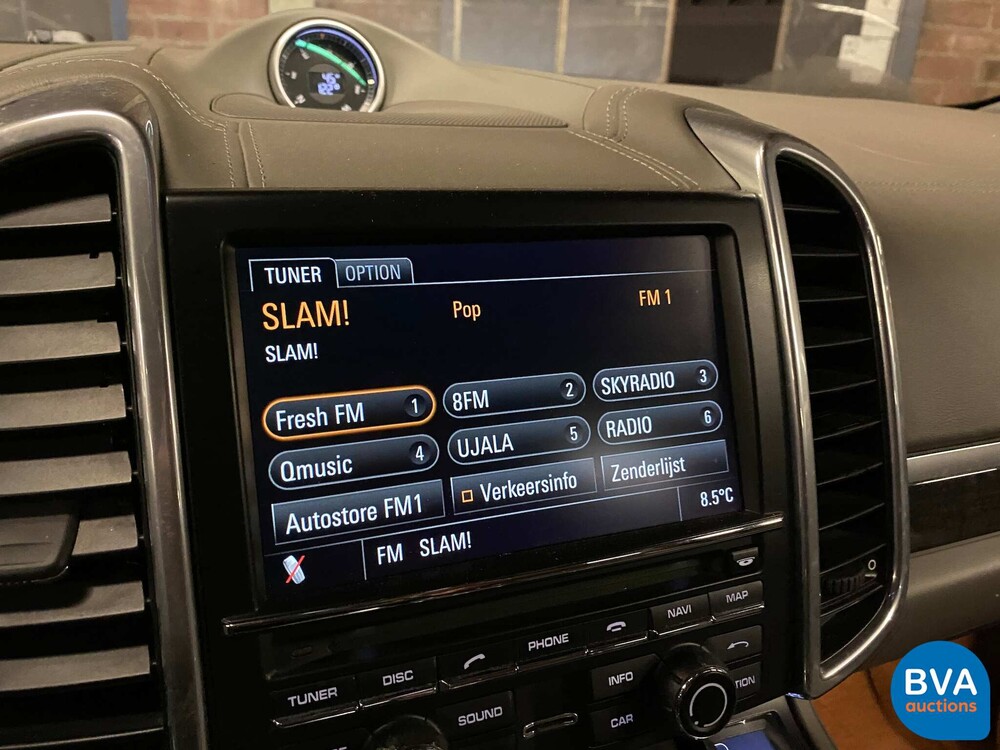 TUNER OPTION
SLAM! Pop FM 1
SLAM!
Fresh FM 1 8FM 2 SKYRADIO 3
Qmusic 4 UJALA 5 RADIO 6
Autostore FM1 Verkeersinfo Zenderlijst
FM SLAM! 8.5°C
TUNER DISC PHONE NAVI MAP
SOUND INFO
CAR
BVA
auctions